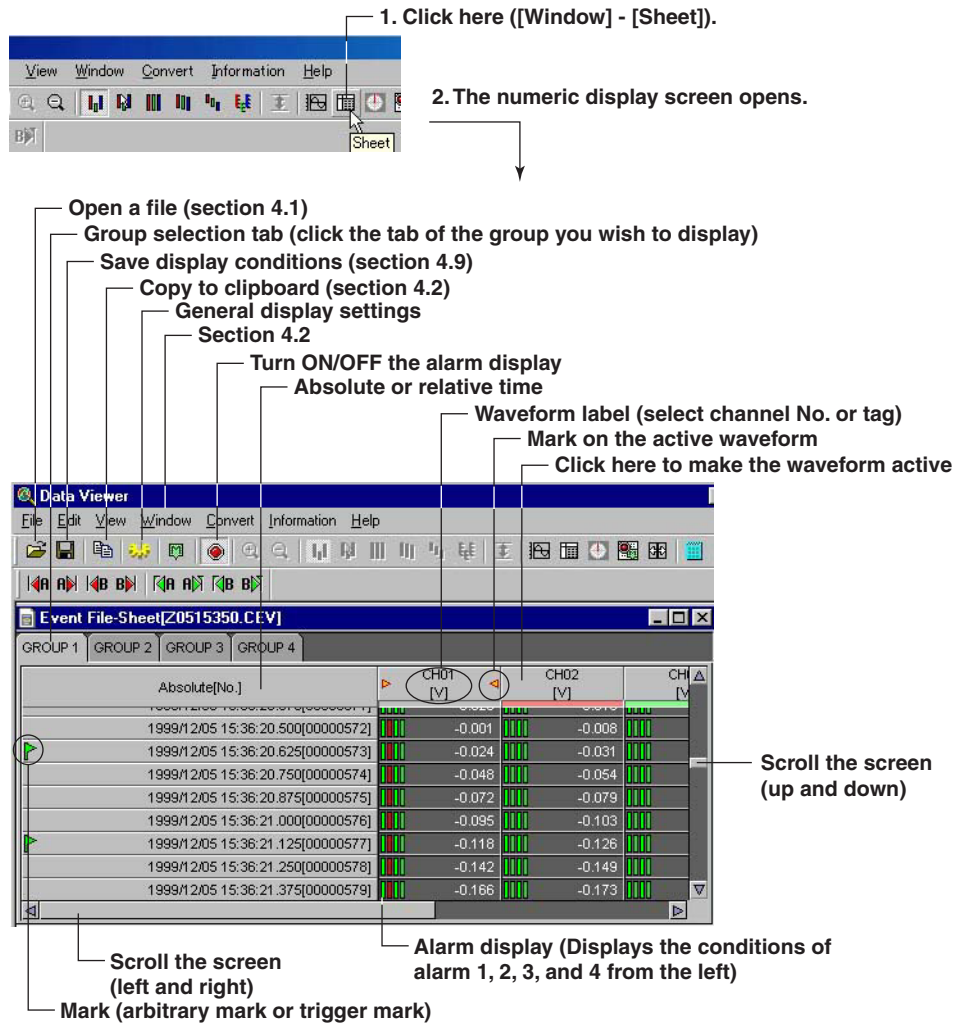 1. Click here ([Window] - [Sheet]).
View Window Convert Information Help
2. The numeric display screen opens.
B
Sheet
Open a file (section 4.1)
Group selection tab (click the tab of the group you wish to display)
Save display conditions (section 4.9)
Copy to clipboard (section 4.2)
General display settings
Section 4.2
Turn ON/OFF the alarm display
Absolute or relative time
Waveform label (select channel No. or tag)
Mark on the active waveform
Click here to make the waveform active
Data Viewer
File Edit View Window Convert Information Help
A A B B A A B B
Event File-Sheet[Z0515350.CEV]
GROUP 1 GROUP 2 GROUP 3 GROUP 4
Absolute[No.] CH01 [V] CH02 [V]
1999/12/05 15:36:20.500[00000572] -0.001 -0.008
1999/12/05 15:36:20.625[00000573] -0.024 -0.031
1999/12/05 15:36:20.750[00000574] -0.048 -0.054
1999/12/05 15:36:20.875[00000575] -0.072 -0.079
1999/12/05 15:36:21.000[00000576] -0.095 -0.103
1999/12/05 15:36:21.125[00000577] -0.118 -0.126
1999/12/05 15:36:21.250[00000578] -0.142 -0.149
1999/12/05 15:36:21.375[00000579] -0.166 -0.173
Scroll the screen
(up and down)
Alarm display (Displays the conditions of
alarm 1, 2, 3, and 4 from the left)
Scroll the screen
(left and right)
Mark (arbitrary mark or trigger mark)